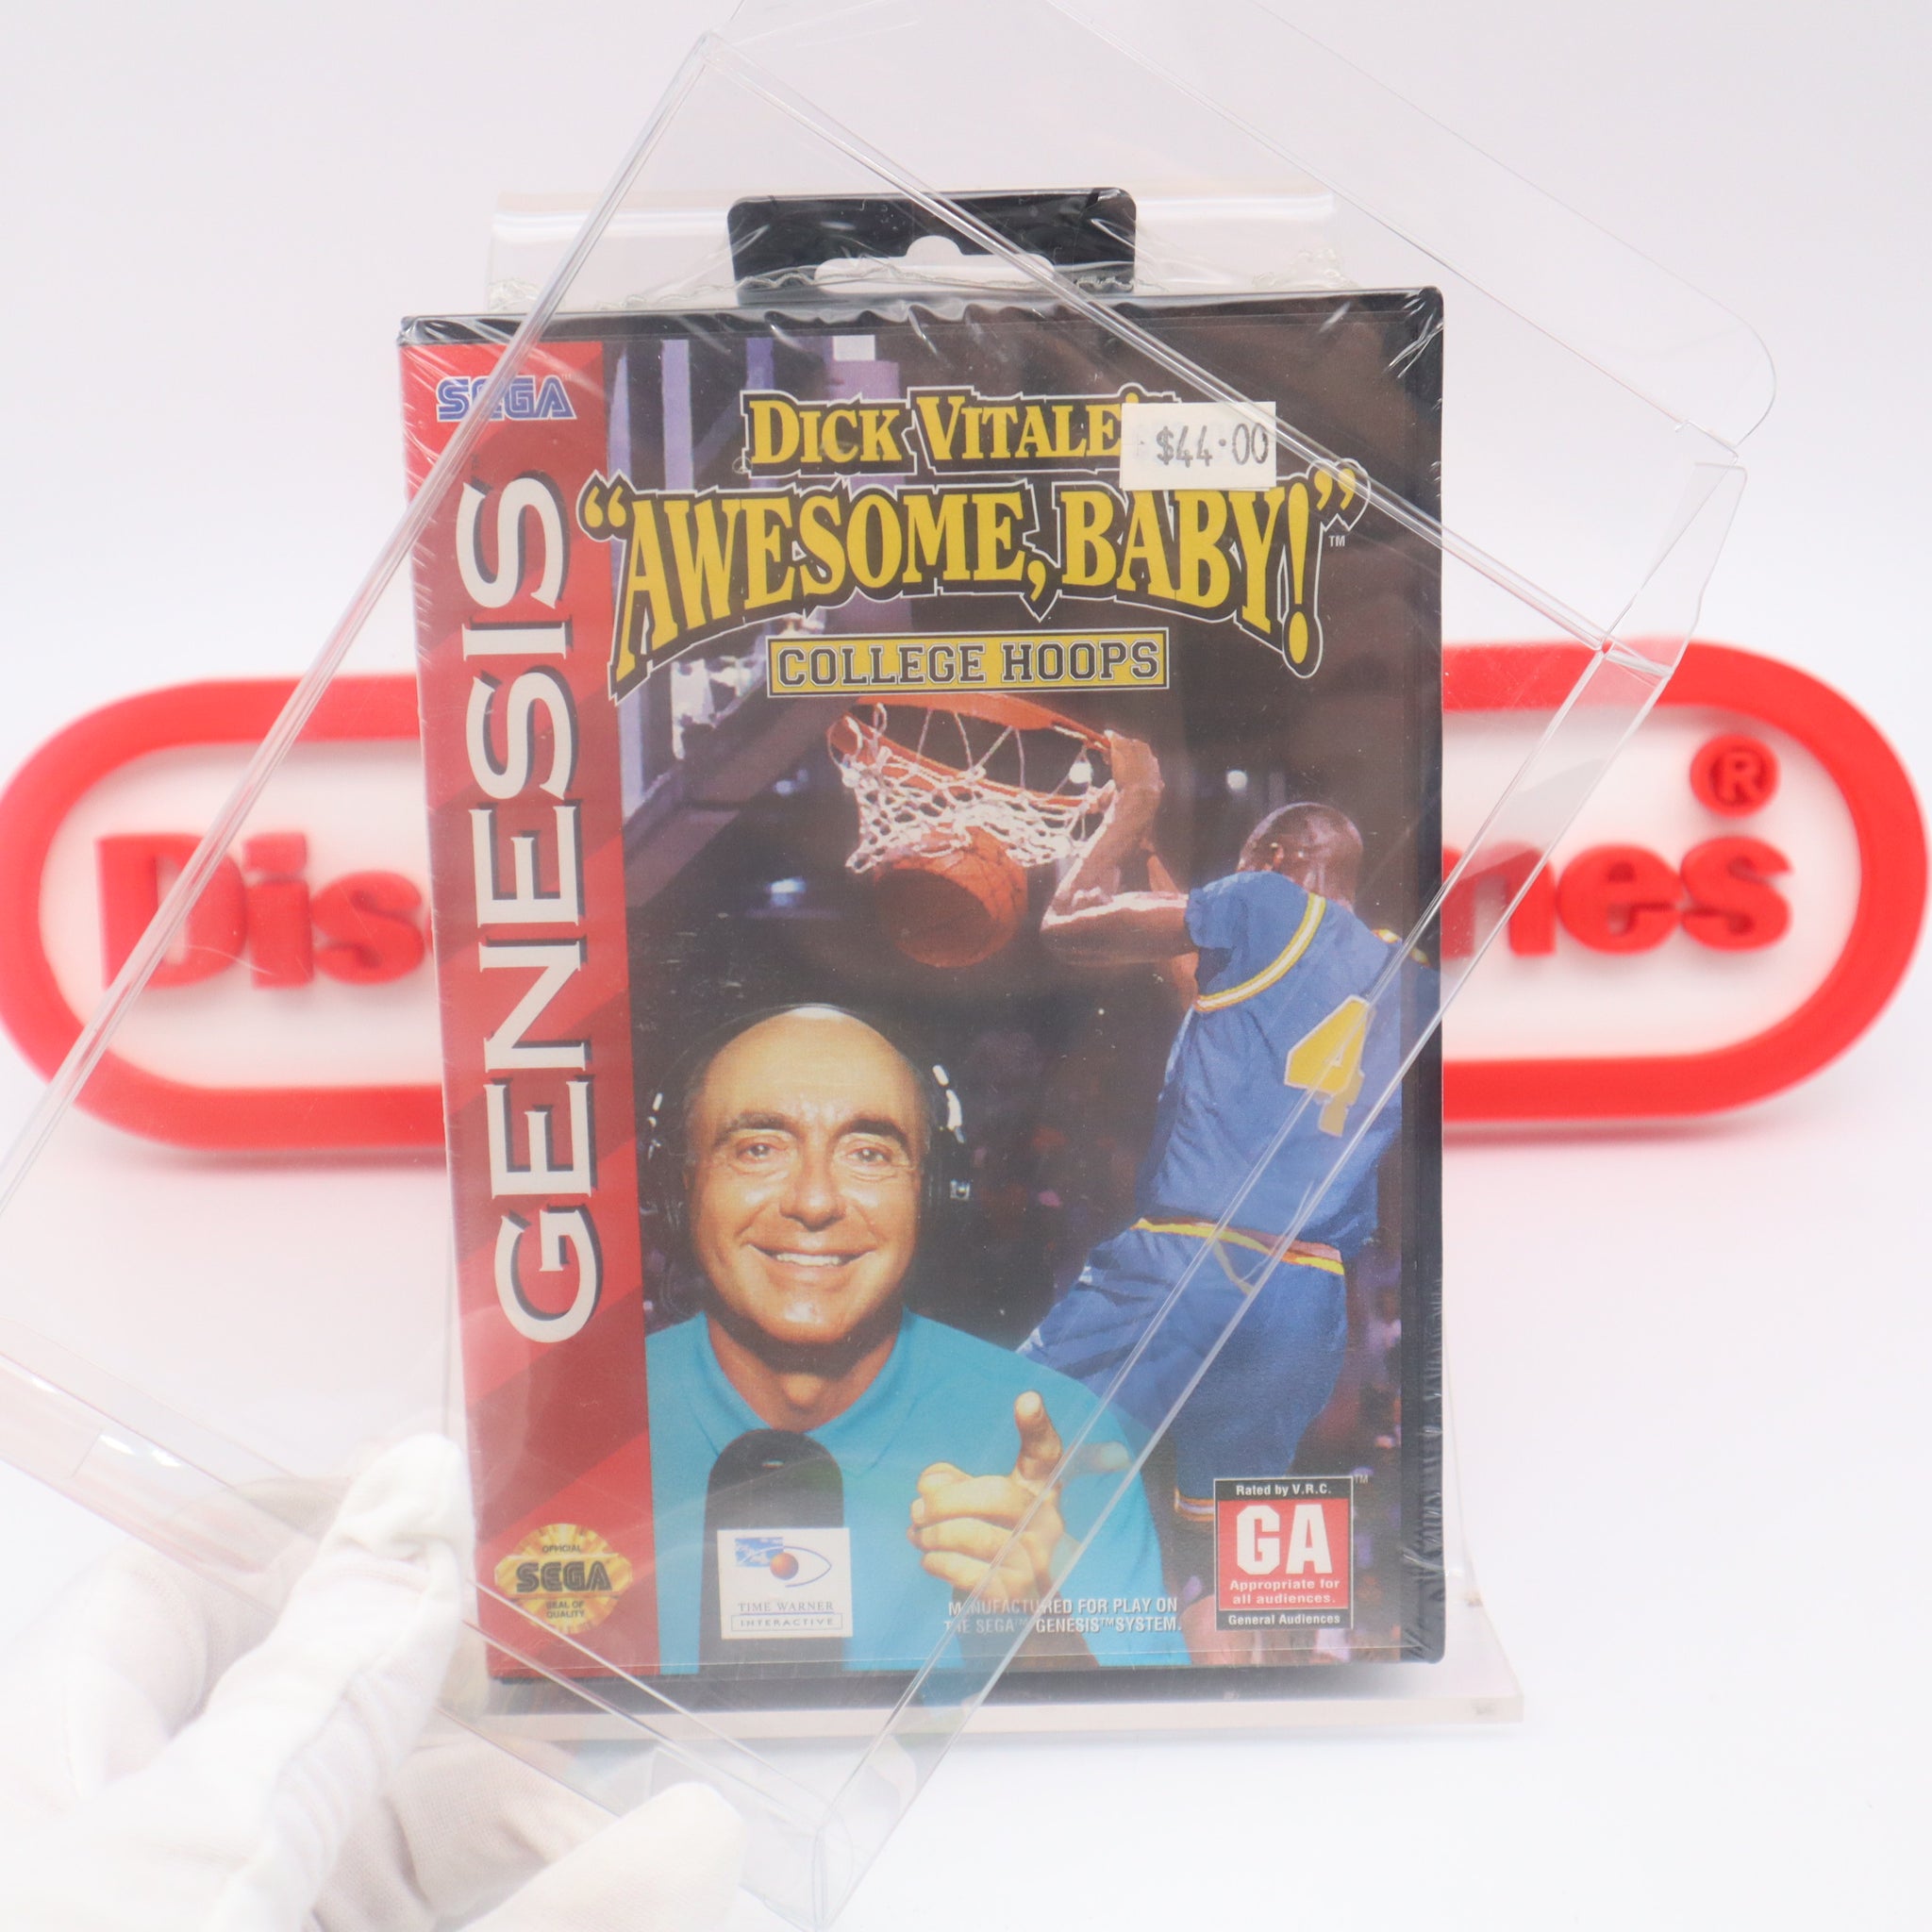 SEGA
GENESIS
DICK VITALE'
$44.00
"AWESOME, BABY!"™
COLLEGE HOOPS
Dis
nes®
4
OFFICIAL
SEGA
SEAL OF
QUALITY
TIME WARNER
INTERACTIVE
MANUFACTURED FOR PLAY ON
THE SEGA™ GENESIS™ SYSTEM.
Rated by V.R.C. ™
GA
Appropriate for
all audiences.
General Audiences